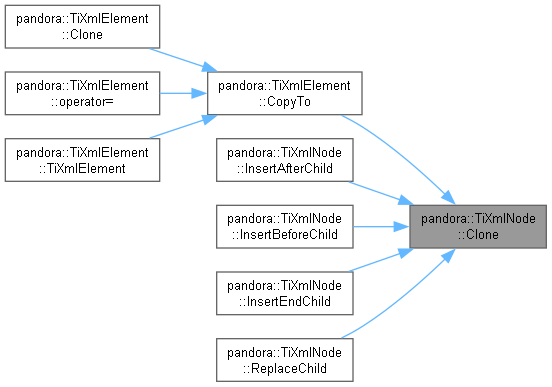 pandora::TiXmlElement
::Clone
pandora::TiXmlElement
::operator=
pandora::TiXmlElement
::TiXmlElement
pandora::TiXmlElement
::CopyTo
pandora::TiXmlNode
::InsertAfterChild
pandora::TiXmlNode
::InsertBeforeChild
pandora::TiXmlNode
::InsertEndChild
pandora::TiXmlNode
::ReplaceChild
pandora::TiXmlNode
::Clone